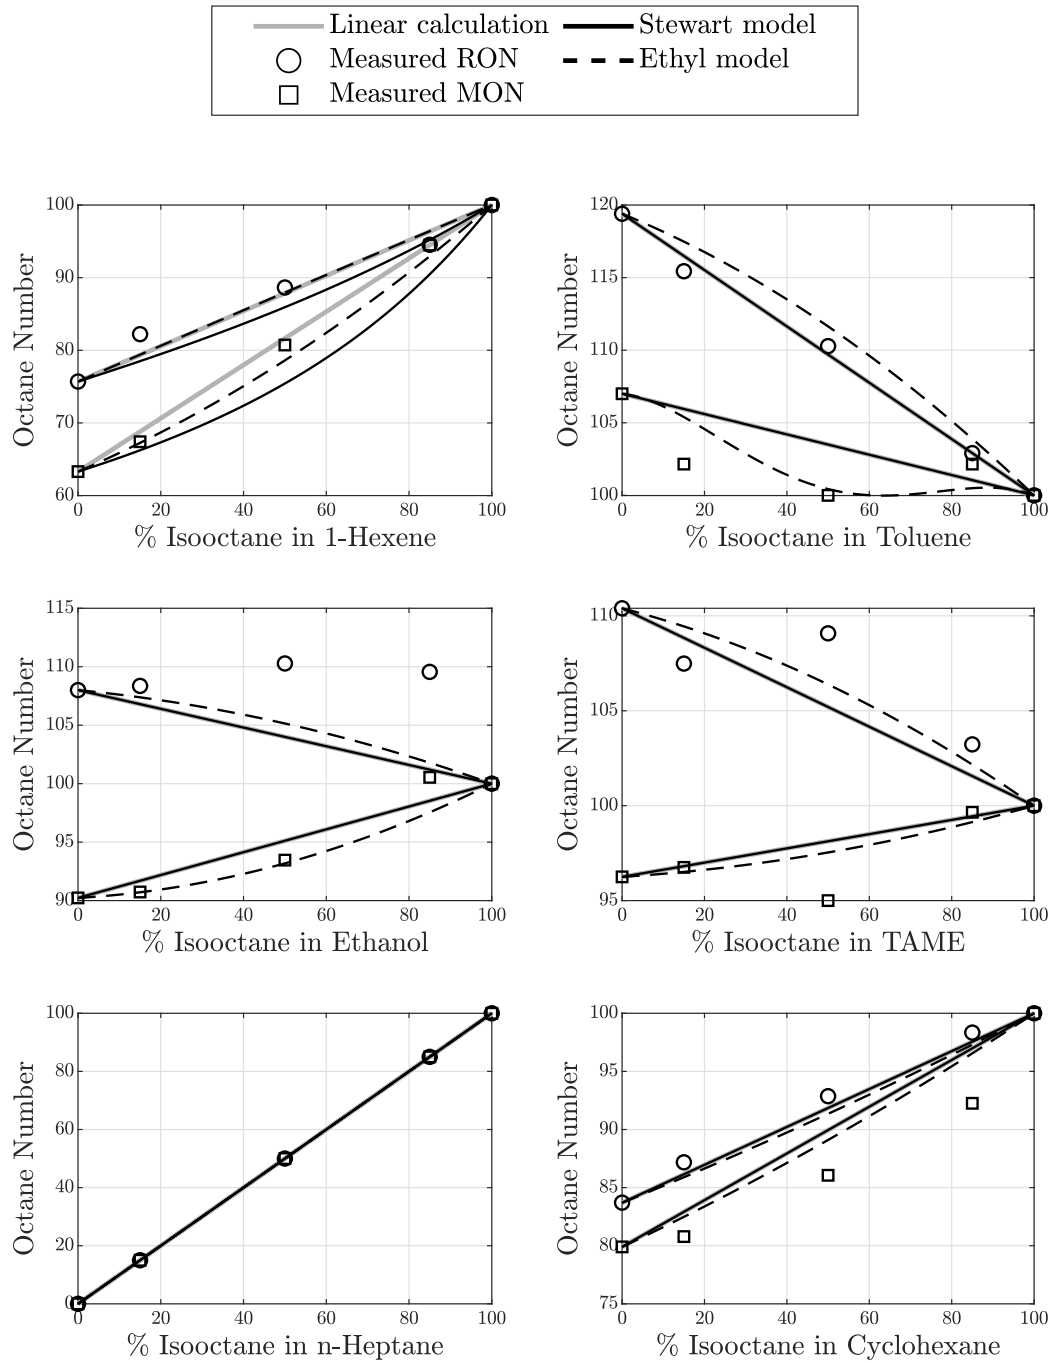 Linear calculation Stewart model
Measured RON Ethyl model
Measured MON
Octane Number
100
90
80
70
60
0 20 40 60 80 100
% Isooctane in 1-Hexene
Octane Number
120
115
110
105
100
0 20 40 60 80 100
% Isooctane in Toluene
Octane Number
115
110
105
100
95
90
0 20 40 60 80 100
% Isooctane in Ethanol
Octane Number
110
105
100
95
0 20 40 60 80 100
% Isooctane in TAME
Octane Number
100
80
60
40
20
0
0 20 40 60 80 100
% Isooctane in n-Heptane
Octane Number
100
95
90
85
80
75
0 20 40 60 80 100
% Isooctane in Cyclohexane